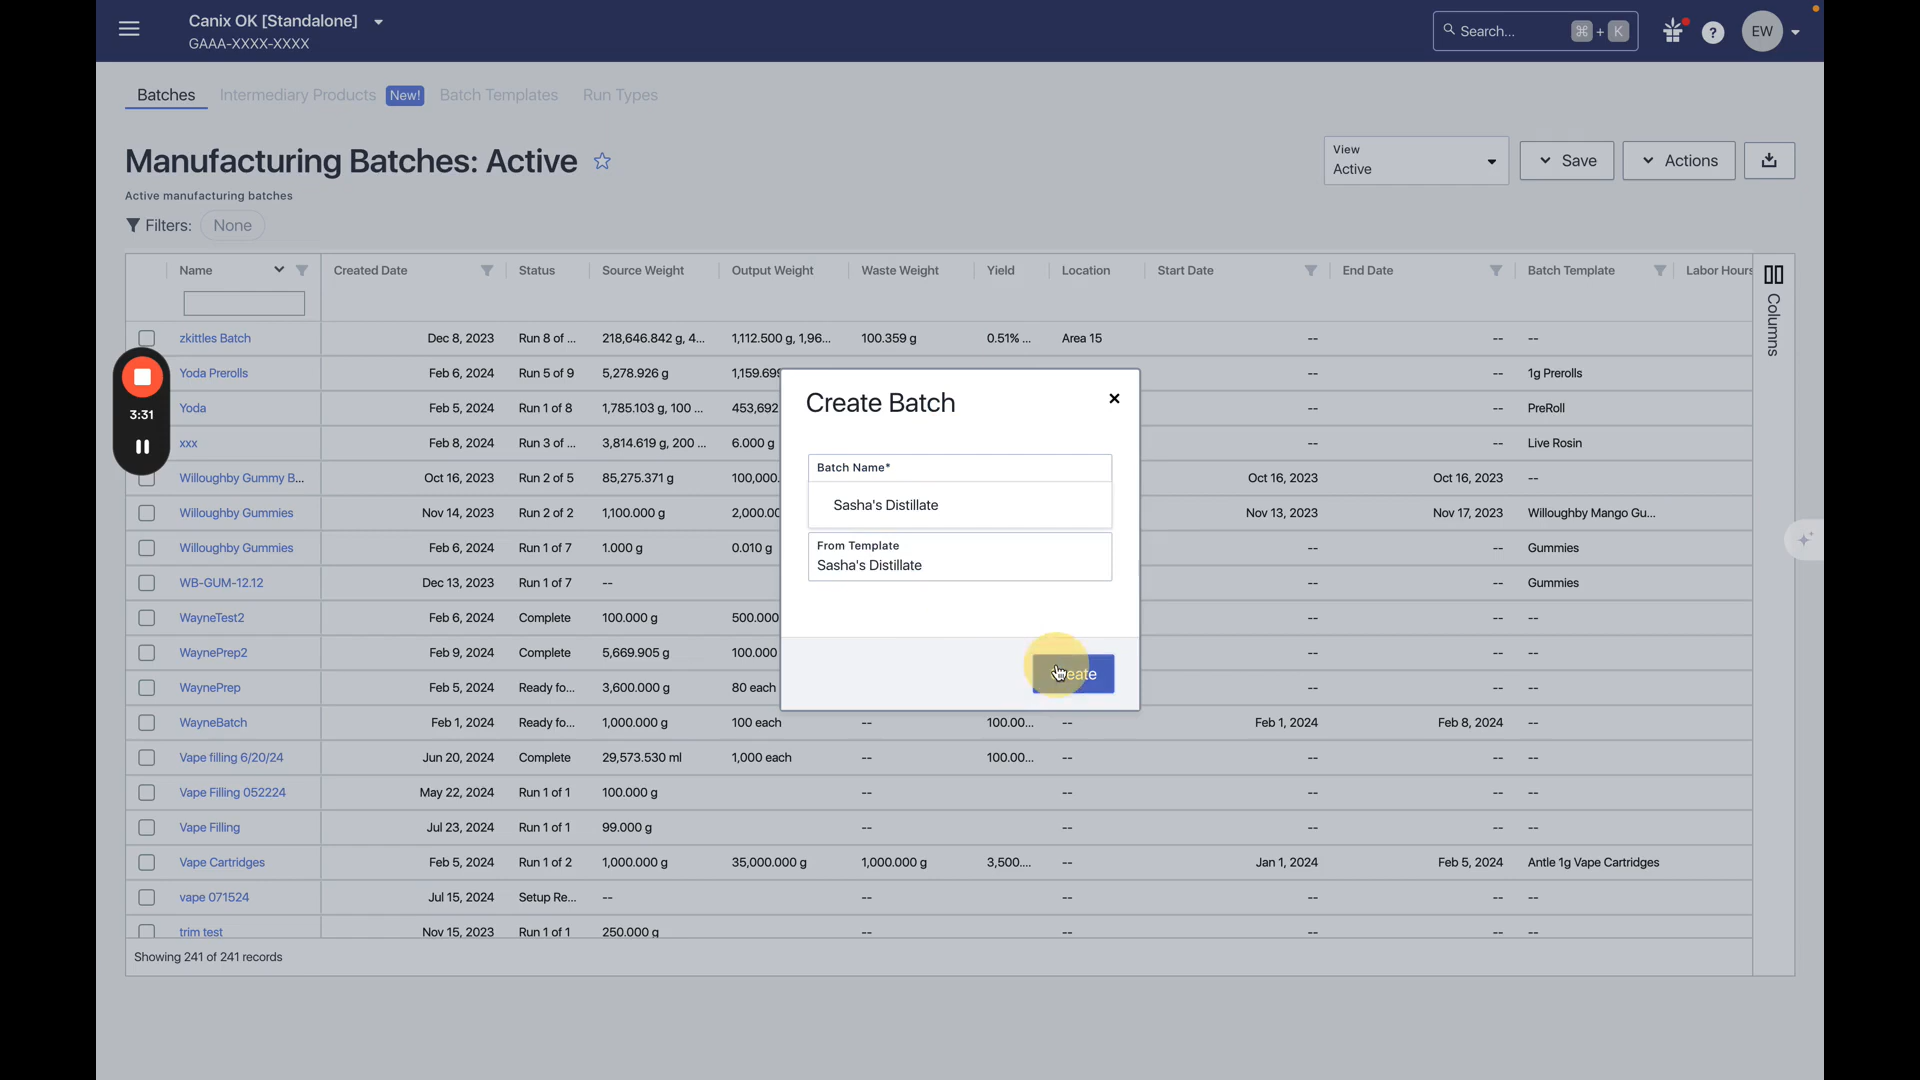 Canix OK [Standalone]
GAAA-XXXX-XXXX
Search... ⌘ + K
?
EW
Batches Intermediary Products New! Batch Templates Run Types
Manufacturing Batches: Active
View
Active
Save
Actions
Active manufacturing batches
Filters: None
Name Created Date Status Source Weight Output Weight Waste Weight Yield Location Start Date End Date Batch Template Labor Hours
Columns
zkittles Batch Dec 8, 2023 Run 8 of ... 218,646.842 g, 4... 1,112.500 g, 1,96... 100.359 g 0.51% ... Area 15 -- -- --
Yoda Prerolls Feb 6, 2024 Run 5 of 9 5,278.926 g 1,159.699 -- -- 1g Prerolls
Yoda Feb 5, 2024 Run 1 of 8 1,785.103 g, 100 ... 453,692 -- -- PreRoll
xxx Feb 8, 2024 Run 3 of ... 3,814.619 g, 200 ... 6.000 g -- -- Live Rosin
Willoughby Gummy B... Oct 16, 2023 Run 2 of 5 85,275.371 g 100,000. Oct 16, 2023 Oct 16, 2023 --
Willoughby Gummies Nov 14, 2023 Run 2 of 2 1,100.000 g 2,000.00 Nov 13, 2023 Nov 17, 2023 Willoughby Mango Gu...
Willoughby Gummies Feb 6, 2024 Run 1 of 7 1.000 g 0.010 g -- -- Gummies
WB-GUM-12.12 Dec 13, 2023 Run 1 of 7 -- -- -- Gummies
WayneTest2 Feb 6, 2024 Complete 100.000 g 500.000 -- -- --
WaynePrep2 Feb 9, 2024 Complete 5,669.905 g 100.000 -- -- --
WaynePrep Feb 5, 2024 Ready fo... 3,600.000 g 80 each -- -- --
WayneBatch Feb 1, 2024 Ready fo... 1,000.000 g 100 each -- 100.00... -- Feb 1, 2024 Feb 8, 2024 --
Vape filling 6/20/24 Jun 20, 2024 Complete 29,573.530 ml 1,000 each -- 100.00... -- -- -- --
Vape Filling 052224 May 22, 2024 Run 1 of 1 100.000 g -- -- -- -- --
Vape Filling Jul 23, 2024 Run 1 of 1 99.000 g -- -- -- -- --
Vape Cartridges Feb 5, 2024 Run 1 of 2 1,000.000 g 35,000.000 g 1,000.000 g 3,500.... -- Jan 1, 2024 Feb 5, 2024 Antle 1g Vape Cartridges
vape 071524 Jul 15, 2024 Setup Re... -- -- -- -- -- --
trim test Nov 15, 2023 Run 1 of 1 250.000 g -- -- -- -- --
Showing 241 of 241 records
3:31
Create Batch
Batch Name*
Sasha's Distillate
From Template
Sasha's Distillate